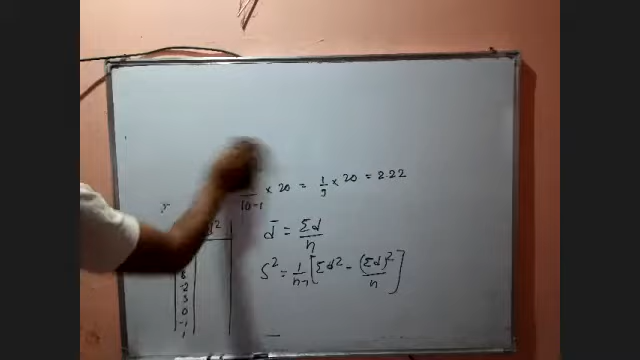 10-1 × 20 = 1/9 × 20 = 2.22
d̄ = Σd/n
S² = 1/n-1 [Σd² - (Σd)²/n]
8
-2
3
0
-1
1